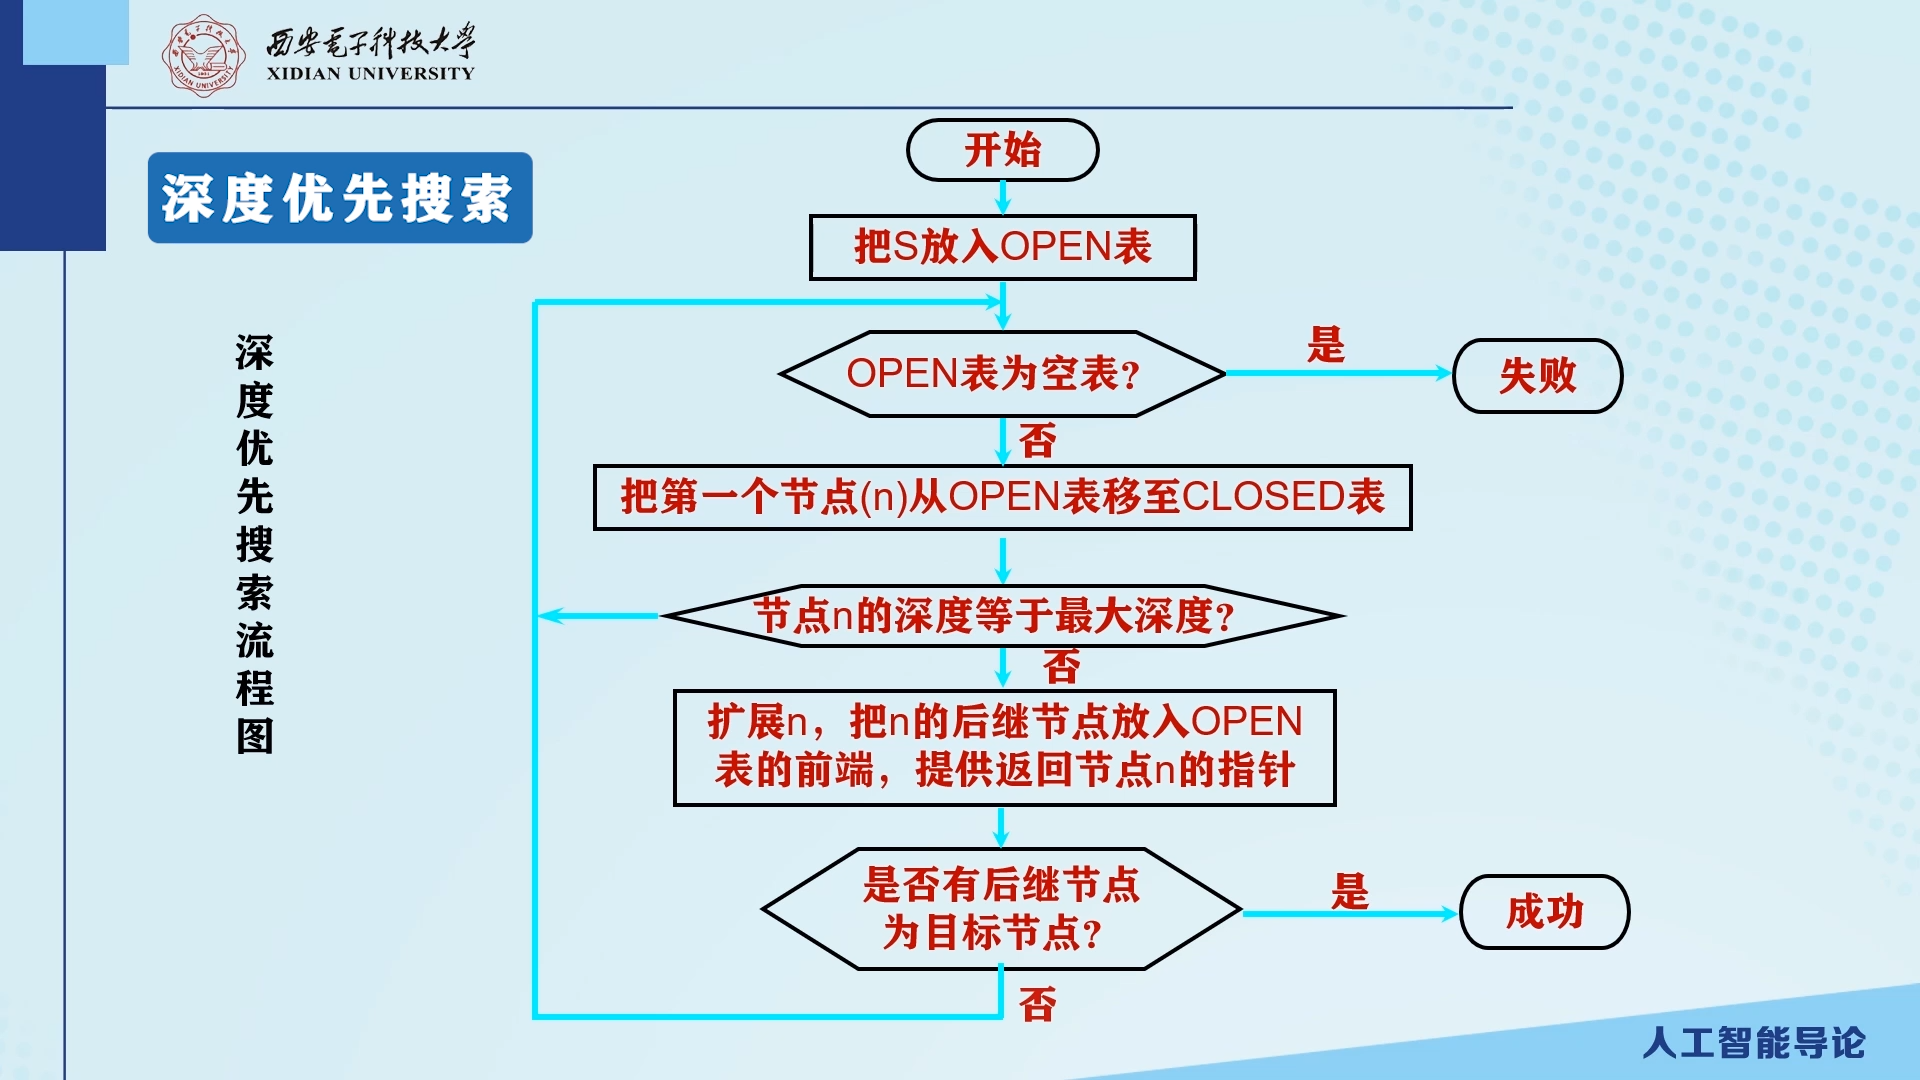 西安电子科技大学
XIDIAN UNIVERSITY
深度优先搜索
深度优先搜索流程图
开始
把S放入OPEN表
OPEN表为空表?
是
失败
否
把第一个节点(n)从OPEN表移至CLOSED表
节点n的深度等于最大深度?
否
扩展n，把n的后继节点放入OPEN
表的前端，提供返回节点n的指针
是否有后继节点
为目标节点?
是
成功
否
人工智能导论